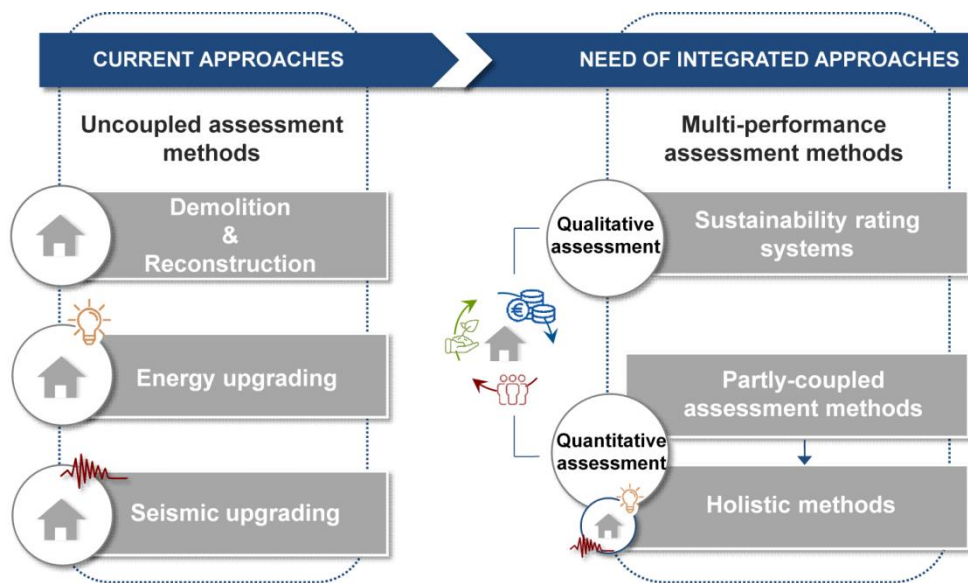 CURRENT APPROACHES
NEED OF INTEGRATED APPROACHES
Uncoupled assessment
methods
Demolition
&
Reconstruction
Energy upgrading
Seismic upgrading
Multi-performance
assessment methods
Qualitative
assessment
Sustainability rating
systems
€
Partly-coupled
assessment methods
Quantitative
assessment
Holistic methods